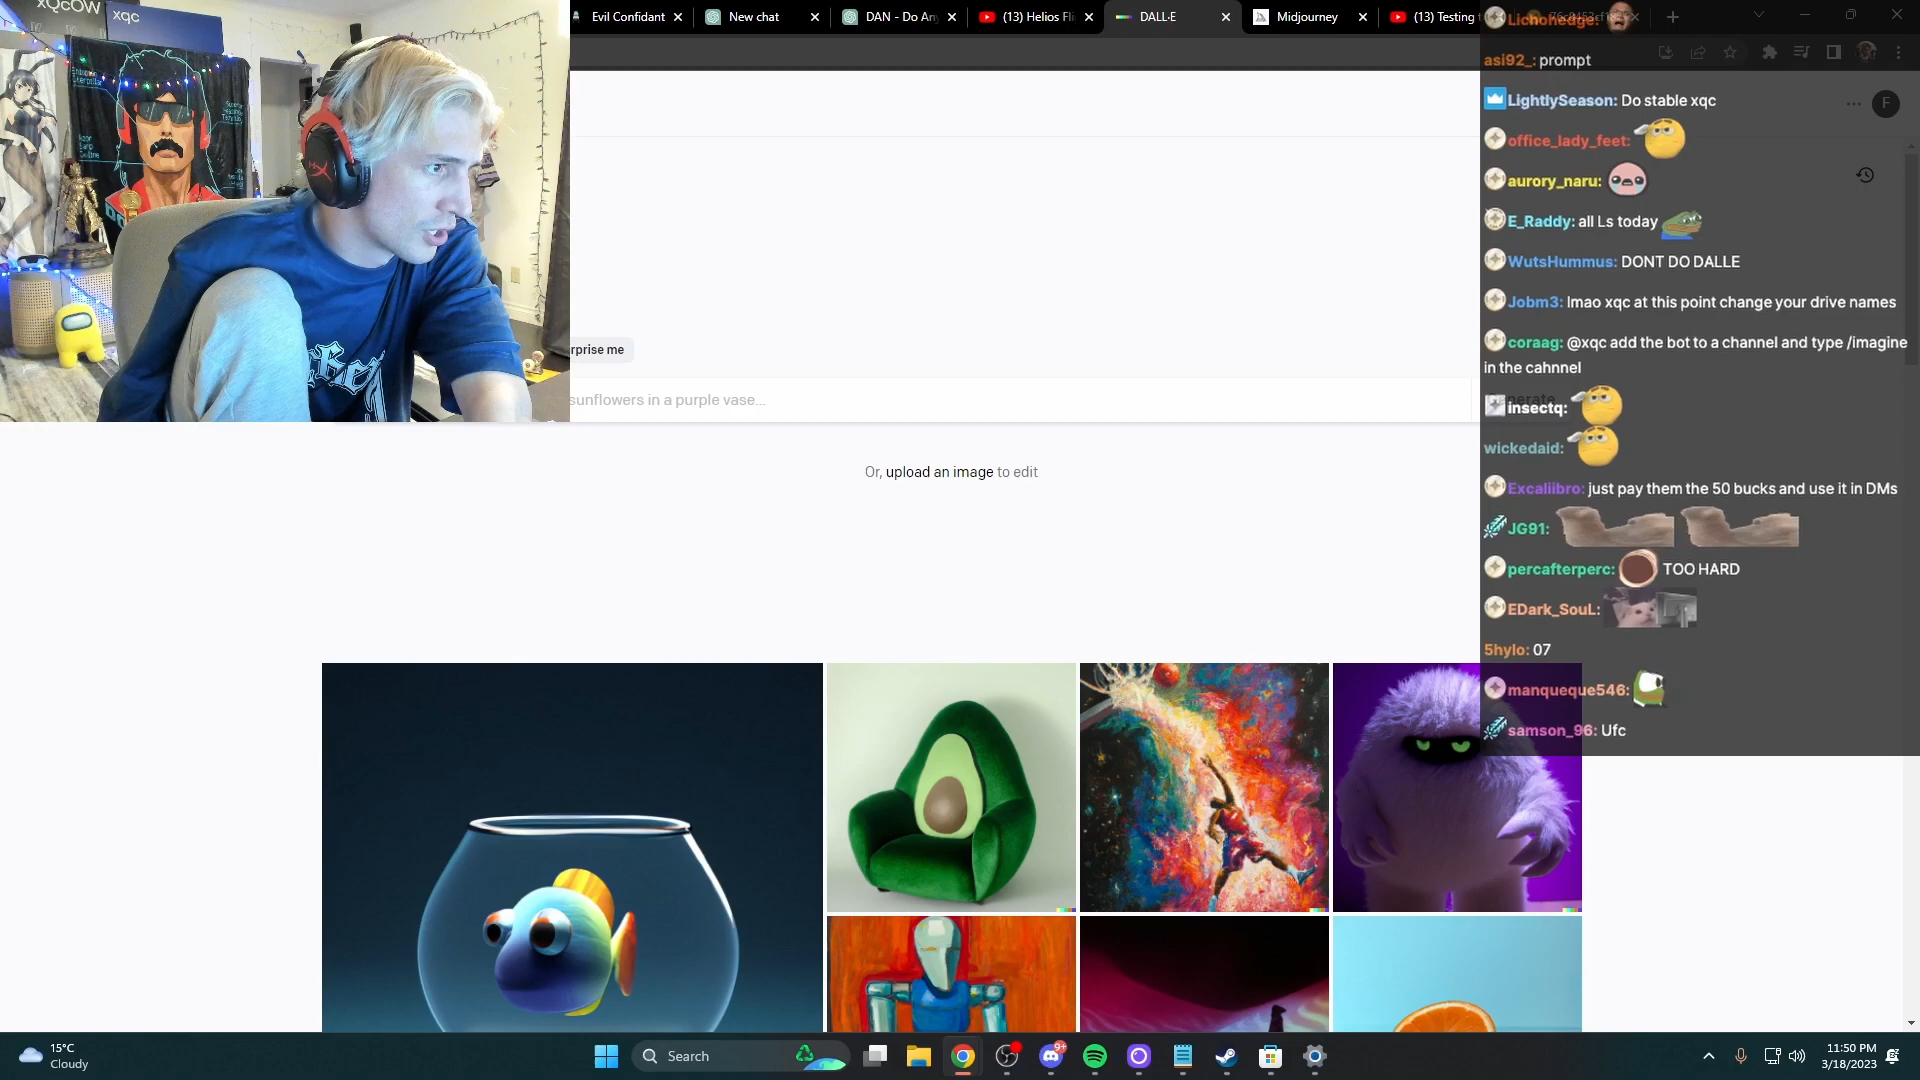 xQcOW
xqc
Evil Confidant
New chat
DAN - Do An
(13) Helios Fli
DALL·E
Midjourney
(13) Testing
Lichohedge:
asi92_: prompt
LightlySeason: Do stable xqc
F
office_lady_feet:
aurory_naru:
E_Raddy: all Ls today
WutsHummus: DONT DO DALLE
Jobm3: lmao xqc at this point change your drive names
coraag: @xqc add the bot to a channel and type /imagine
in the cahnnel
rprise me
sunflowers in a purple vase...
insectq:
wickedaid:
Or, upload an image to edit
Excaliibro: just pay them the 50 bucks and use it in DMs
JG91:
percafterperc: TOO HARD
EDark_SouL:
5hylo: 07
manqueque546:
samson_96: Ufc
15°C
Cloudy
Search
9+
11:50 PM
3/18/2023